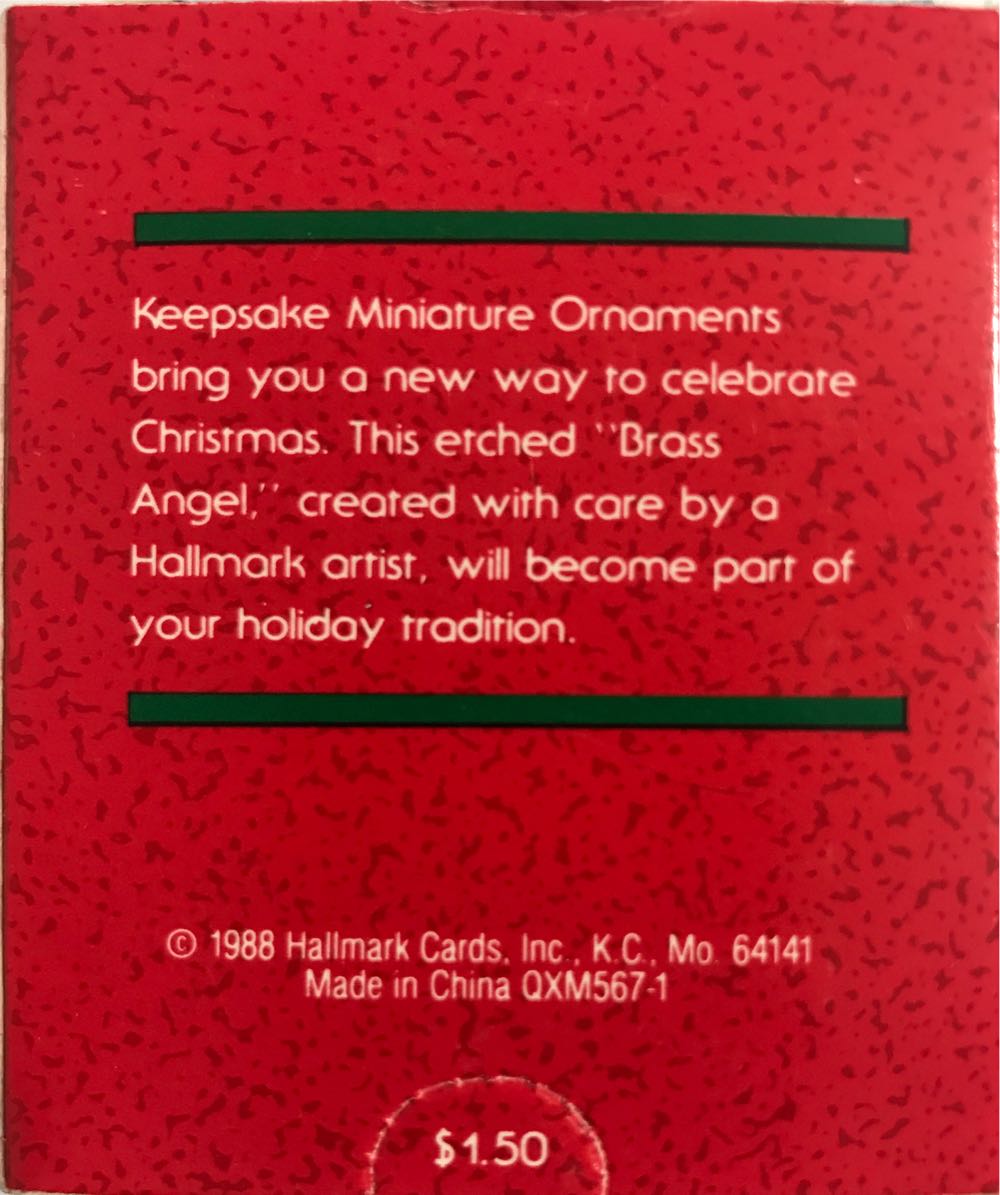 Keepsake Miniature Ornaments
bring you a new way to celebrate
Christmas. This etched "Brass
Angel," created with care by a
Hallmark artist, will become part of
your holiday tradition.
© 1988 Hallmark Cards, Inc., K.C., Mo. 64141
Made in China QXM567-1
$1.50